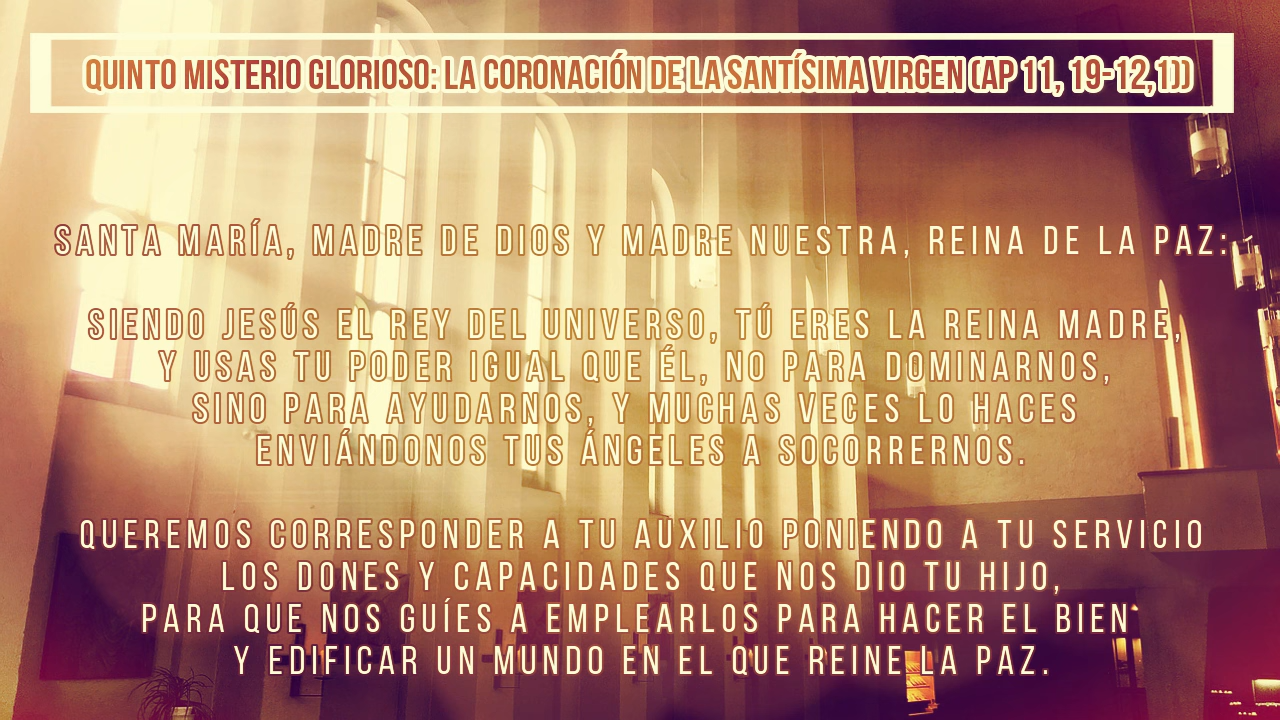 QUINTO MISTERIO GLORIOSO: LA CORONACIÓN DE LA SANTÍSIMA VIRGEN (AP 11, 19-12,1))
SANTA MARÍA, MADRE DE DIOS Y MADRE NUESTRA, REINA DE LA PAZ:
SIENDO JESÚS EL REY DEL UNIVERSO, TÚ ERES LA REINA MADRE,
Y USAS TU PODER IGUAL QUE ÉL, NO PARA DOMINARNOS,
SINO PARA AYUDARNOS, Y MUCHAS VECES LO HACES
ENVIÁNDONOS TUS ÁNGELES A SOCORRERNOS.
QUEREMOS CORRESPONDER A TU AUXILIO PONIENDO A TU SERVICIO
LOS DONES Y CAPACIDADES QUE NOS DIO TU HIJO,
PARA QUE NOS GUÍES A EMPLEARLOS PARA HACER EL BIEN
Y EDIFICAR UN MUNDO EN EL QUE REINE LA PAZ.